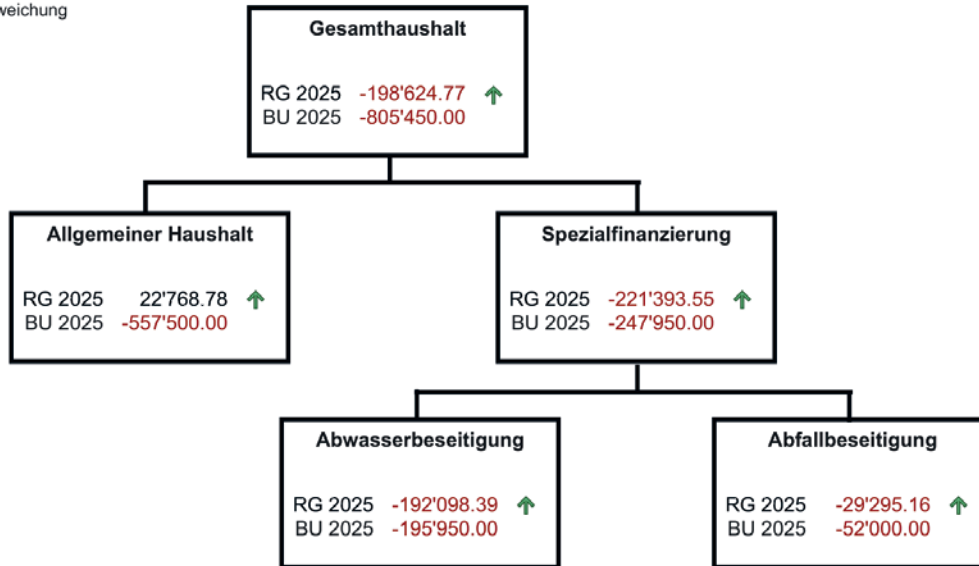 weichung
Gesamthaushalt
RG 2025 -198'624.77
BU 2025 -805'450.00
Allgemeiner Haushalt
RG 2025 22'768.78
BU 2025 -557'500.00
Spezialfinanzierung
RG 2025 -221'393.55
BU 2025 -247'950.00
Abwasserbeseitigung
RG 2025 -192'098.39
BU 2025 -195'950.00
Abfallbeseitigung
RG 2025 -29'295.16
BU 2025 -52'000.00